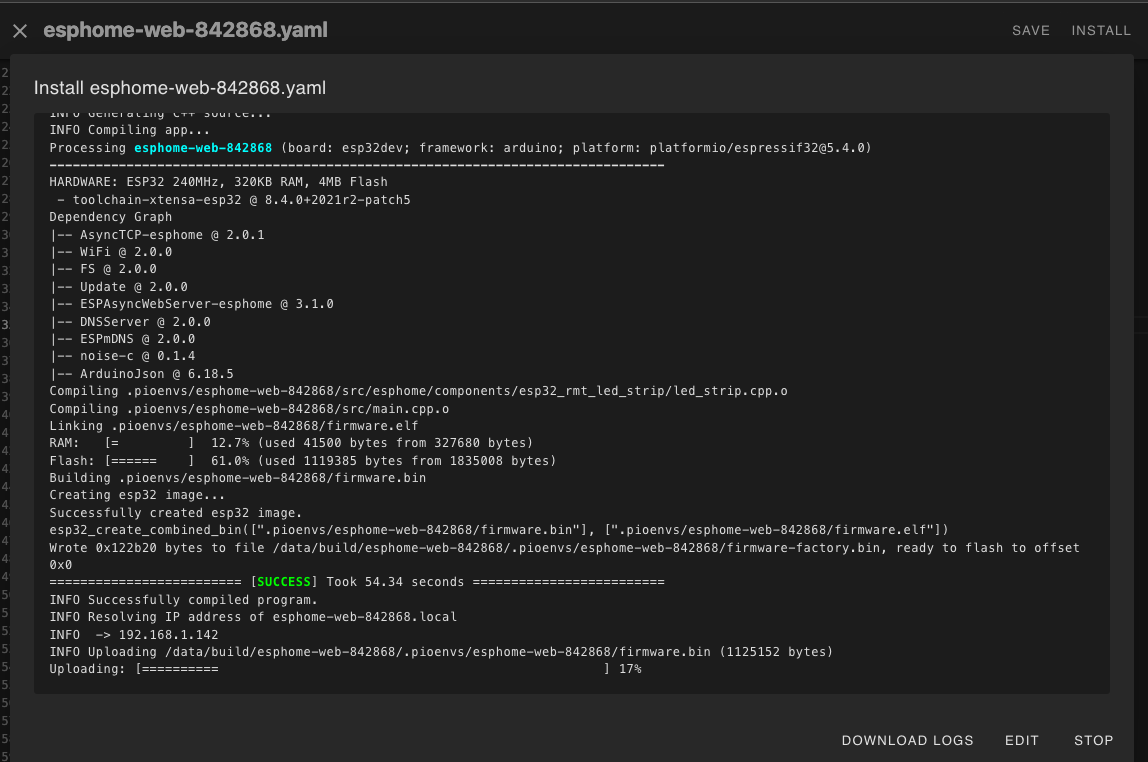 esphome-web-842868.yaml
SAVE
INSTALL
Install esphome-web-842868.yaml
INFO Generating C++ source...
INFO Compiling app...
Processing esphome-web-842868 (board: esp32dev; framework: arduino; platform: platformio/espressif32@5.4.0)
--------------------------------------------------------------------------------
HARDWARE: ESP32 240MHz, 320KB RAM, 4MB Flash
- toolchain-xtensa-esp32 @ 8.4.0+2021r2-patch5
Dependency Graph
|-- AsyncTCP-esphome @ 2.0.1
|-- WiFi @ 2.0.0
|-- FS @ 2.0.0
|-- Update @ 2.0.0
|-- ESPAsyncWebServer-esphome @ 3.1.0
|-- DNSServer @ 2.0.0
|-- ESPmDNS @ 2.0.0
|-- noise-c @ 0.1.4
|-- ArduinoJson @ 6.18.5
Compiling .pioenvs/esphome-web-842868/src/esphome/components/esp32_rmt_led_strip/led_strip.cpp.o
Compiling .pioenvs/esphome-web-842868/src/main.cpp.o
Linking .pioenvs/esphome-web-842868/firmware.elf
RAM:   [=         ]  12.7% (used 41500 bytes from 327680 bytes)
Flash: [======    ]  61.0% (used 1119385 bytes from 1835008 bytes)
Building .pioenvs/esphome-web-842868/firmware.bin
Creating esp32 image...
Successfully created esp32 image.
esp32_create_combined_bin([".pioenvs/esphome-web-842868/firmware.bin"], [".pioenvs/esphome-web-842868/firmware.elf"])
Wrote 0x122b20 bytes to file /data/build/esphome-web-842868/.pioenvs/esphome-web-842868/firmware-factory.bin, ready to flash to offset
0x0
========================= [SUCCESS] Took 54.34 seconds =========================
INFO Successfully compiled program.
INFO Resolving IP address of esphome-web-842868.local
INFO  -> 192.168.1.142
INFO Uploading /data/build/esphome-web-842868/.pioenvs/esphome-web-842868/firmware.bin (1125152 bytes)
Uploading: [==========                                                  ] 17%
DOWNLOAD LOGS
EDIT
STOP